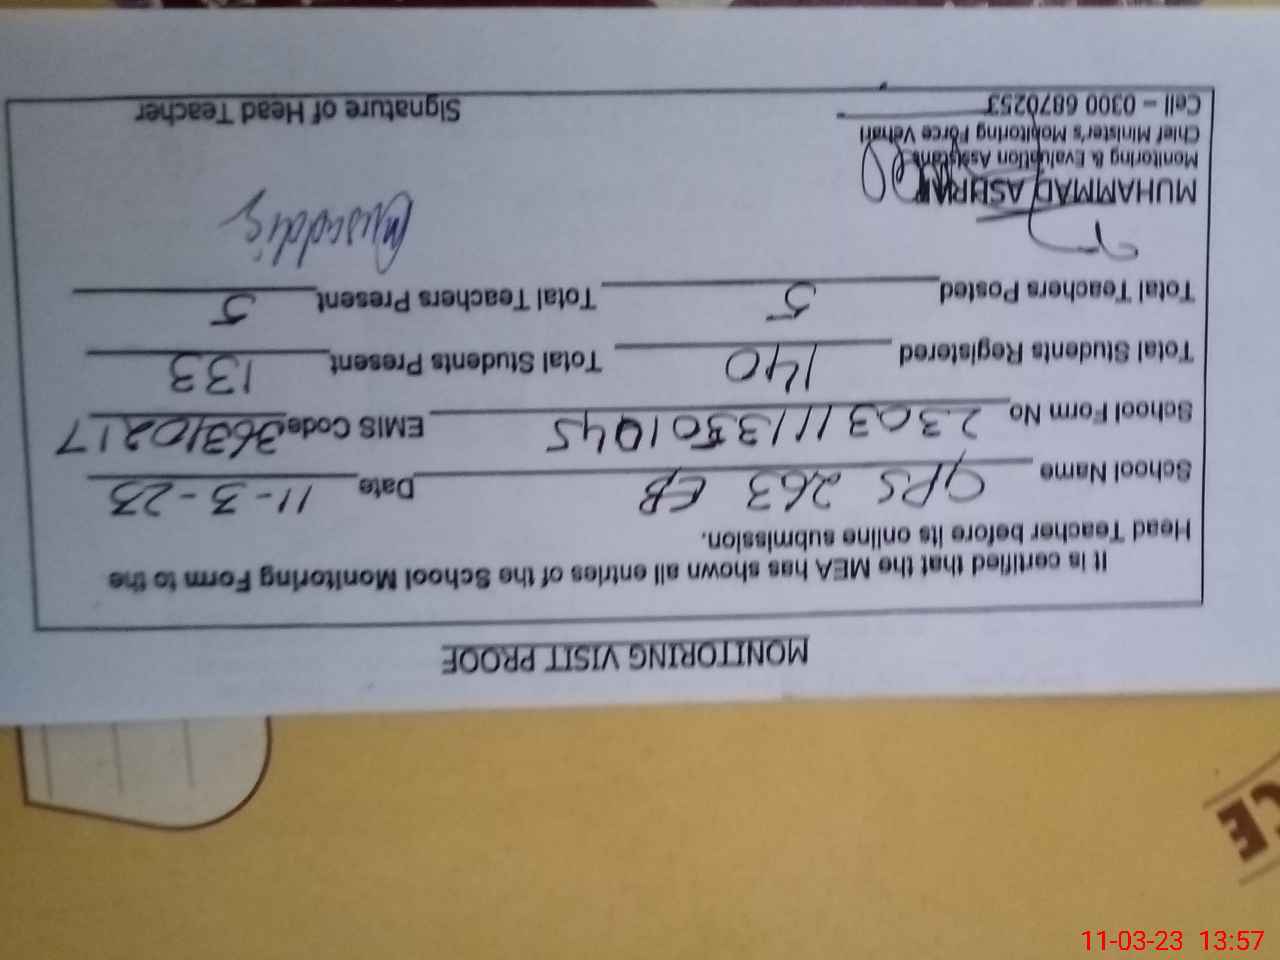 MONITORING VISIT PROOF
It is certified that the MEA has shown all entries of the School Monitoring Form to the
Head Teacher before its online submission.
School Name GPS 263 EB Date 11-3-23
School Form No 23031113501045 EMIS Code 36310217
Total Students Registered 140 Total Students Present 133
Total Teachers Posted 5 Total Teachers Present 5
MUHAMMAD
Monitoring & Evaluation Assistant
Chief Minister's Monitoring Force Vehari
Cell – 0300 6870253 Signature of Head Teacher
CE
11-03-23 13:57